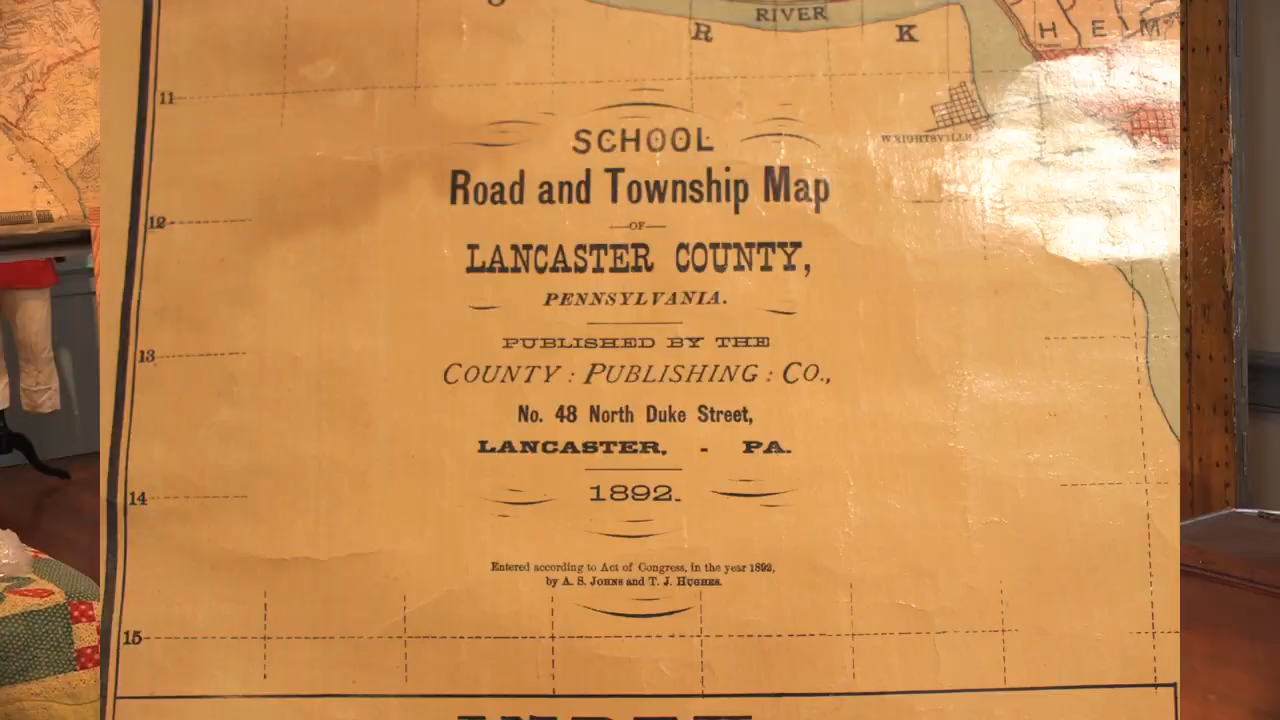 RIVER
R K
H E M
11
WRIGHTSVILLE
SCHOOL
Road and Township Map
12
OF
LANCASTER COUNTY,
PENNSYLVANIA.
PUBLISHED BY THE
13
COUNTY : PUBLISHING : CO.,
No. 48 North Duke Street,
LANCASTER, - PA.
14
1892.
Entered according to Act of Congress, in the year 1892,
by A. S. JOHNS and T. J. HUGHES.
15